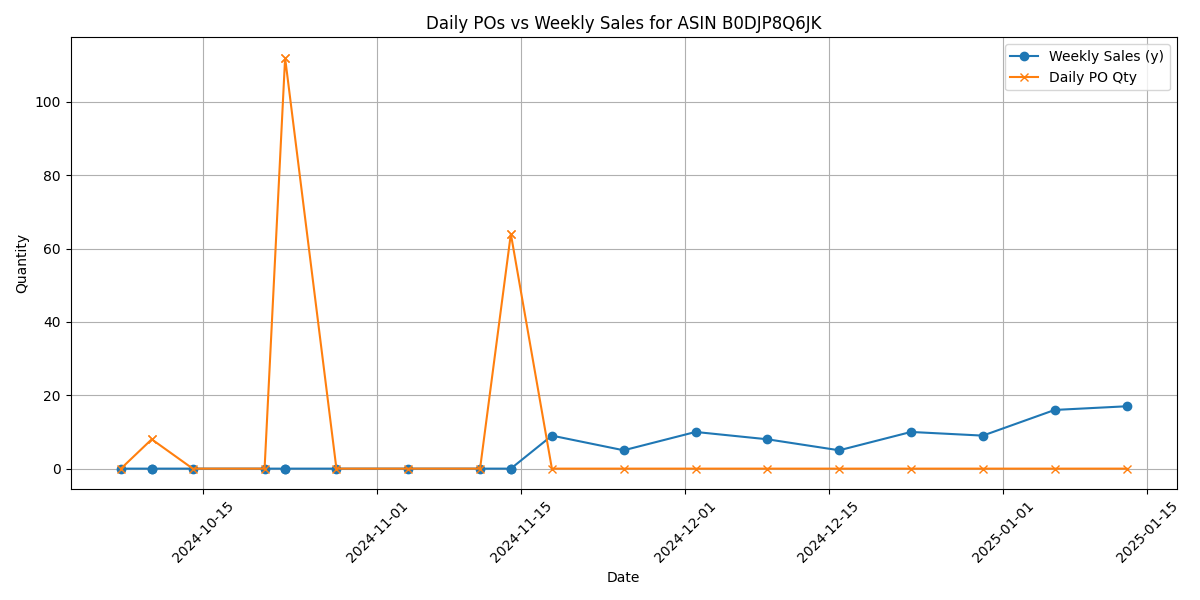 Daily POs vs Weekly Sales for ASIN B0DJP8Q6JK
Weekly Sales (y)
Daily PO Qty
Quantity
100
80
60
40
20
0
2024-10-15
2024-11-01
2024-11-15
2024-12-01
2024-12-15
2025-01-01
2025-01-15
Date